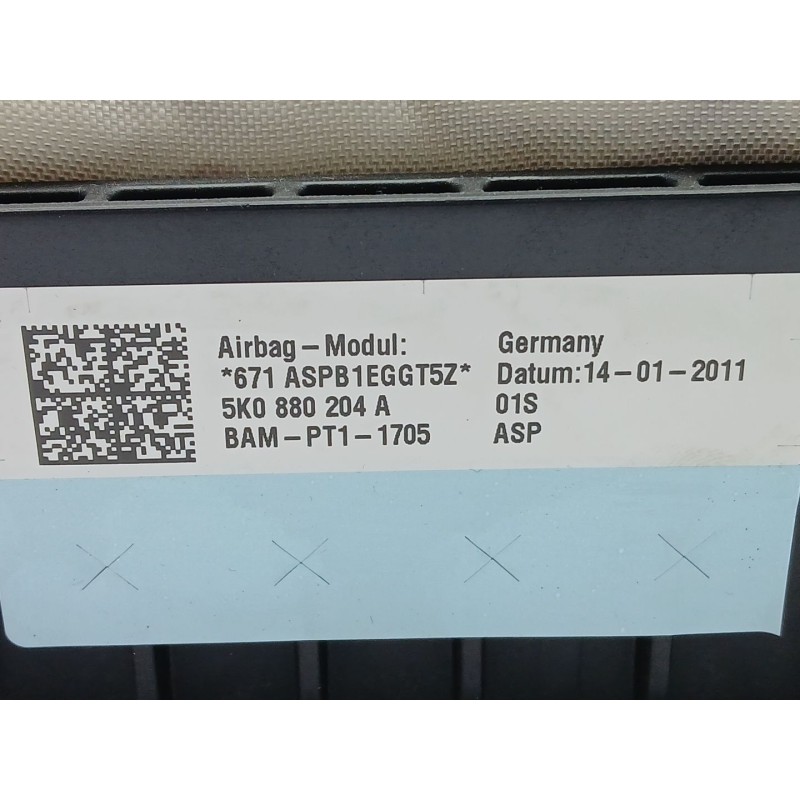 Airbag-Modul:
*671 ASPB1EGGT5Z*
5K0 880 204 A
BAM-PT1-1705
Germany
Datum:14-01-2011
01S
ASP